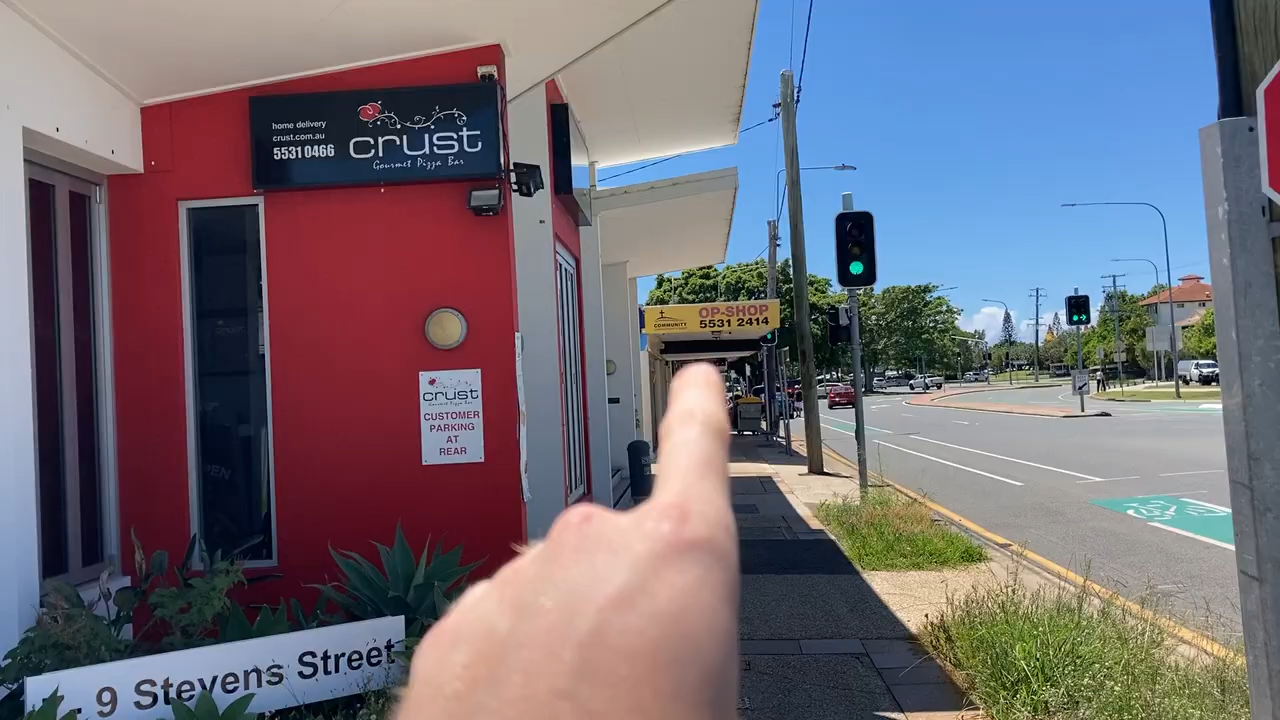 home delivery
crust.com.au
5531 0466
crust
Gourmet Pizza Bar
OP-SHOP
COMMUNITY
5531 2414
crust
Gourmet Pizza Bar
CUSTOMER
PARKING
AT
REAR
9 Stevens Street